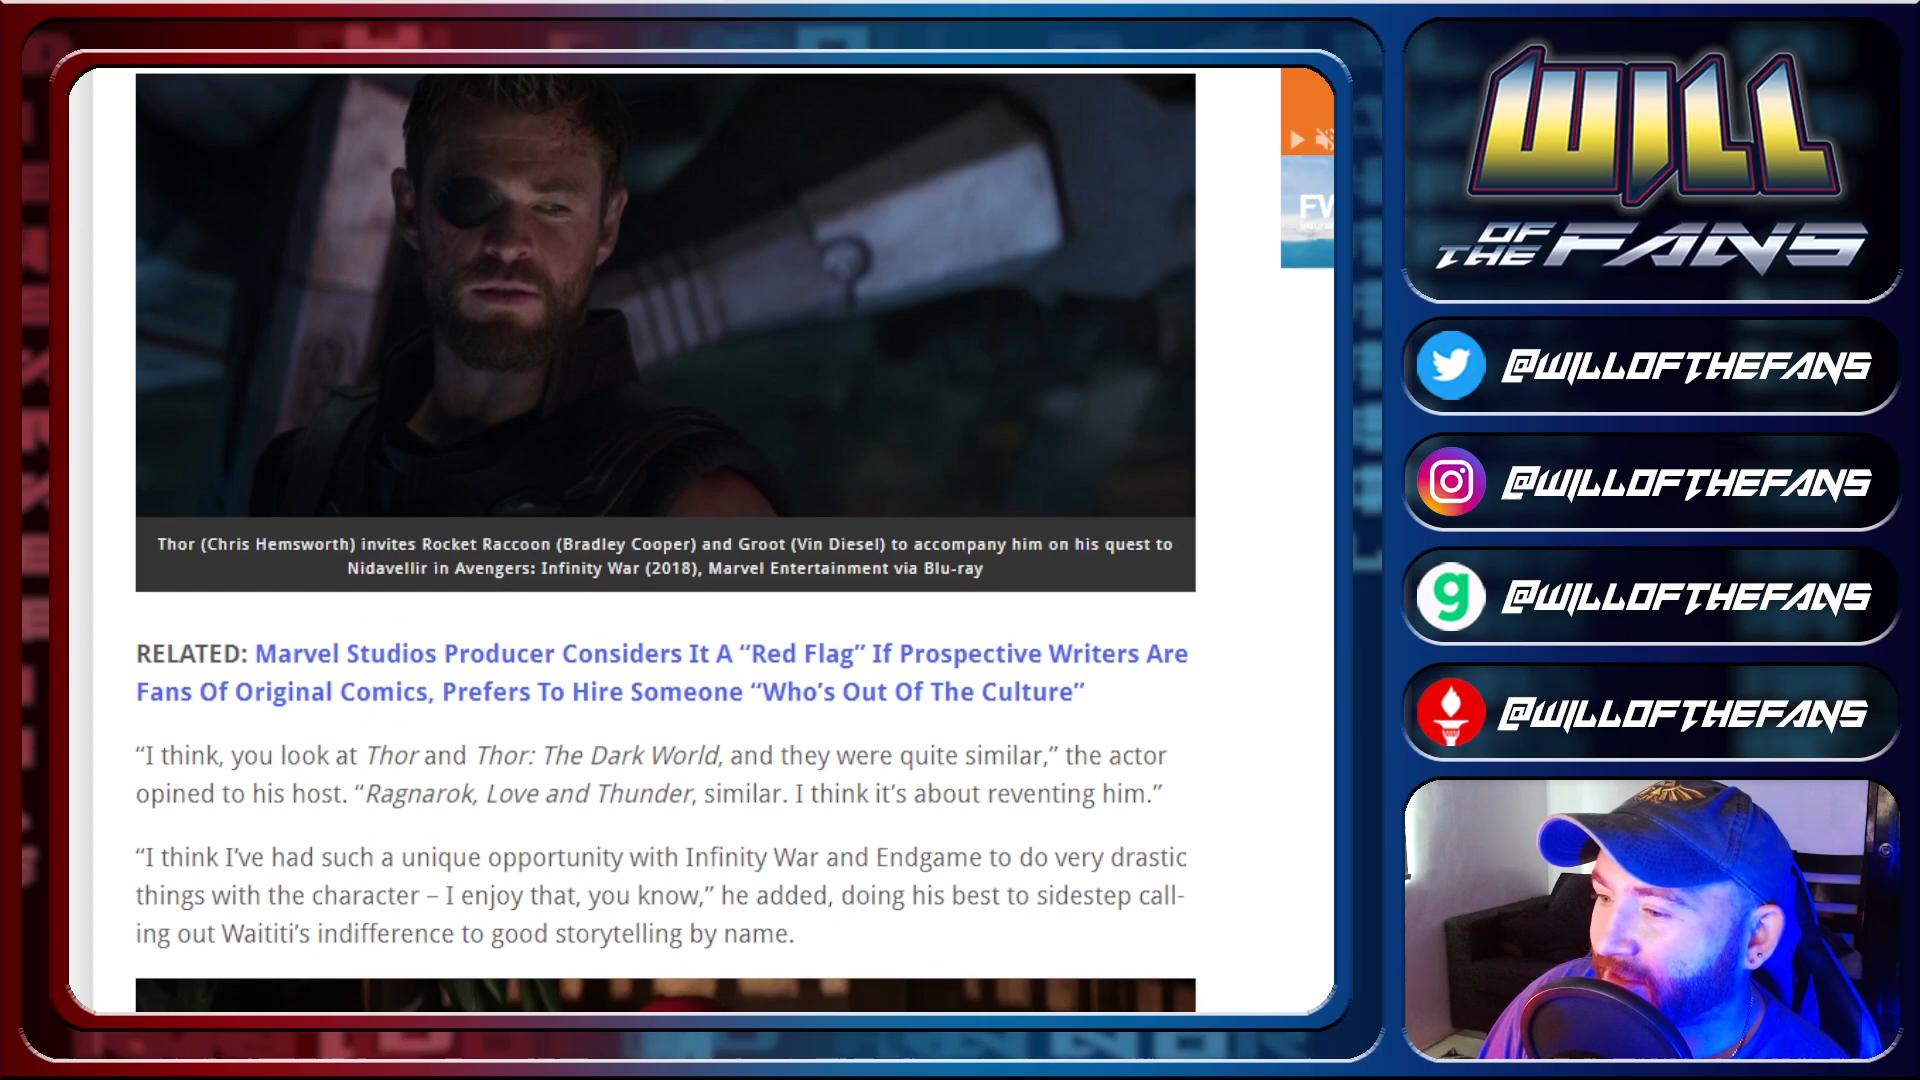 Thor (Chris Hemsworth) invites Rocket Raccoon (Bradley Cooper) and Groot (Vin Diesel) to accompany him on his quest to
Nidavellir in Avengers: Infinity War (2018), Marvel Entertainment via Blu-ray
RELATED: Marvel Studios Producer Considers It A “Red Flag” If Prospective Writers Are
Fans Of Original Comics, Prefers To Hire Someone “Who’s Out Of The Culture”
“I think, you look at Thor and Thor: The Dark World, and they were quite similar,” the actor
opined to his host. “Ragnarok, Love and Thunder, similar. I think it’s about reventing him.”
“I think I’ve had such a unique opportunity with Infinity War and Endgame to do very drastic
things with the character – I enjoy that, you know,” he added, doing his best to sidestep call-
ing out Waititi’s indifference to good storytelling by name.
WILL
OF
THE FANS
@WILLOFTHEFANS
@WILLOFTHEFANS
g @WILLOFTHEFANS
@WILLOFTHEFANS